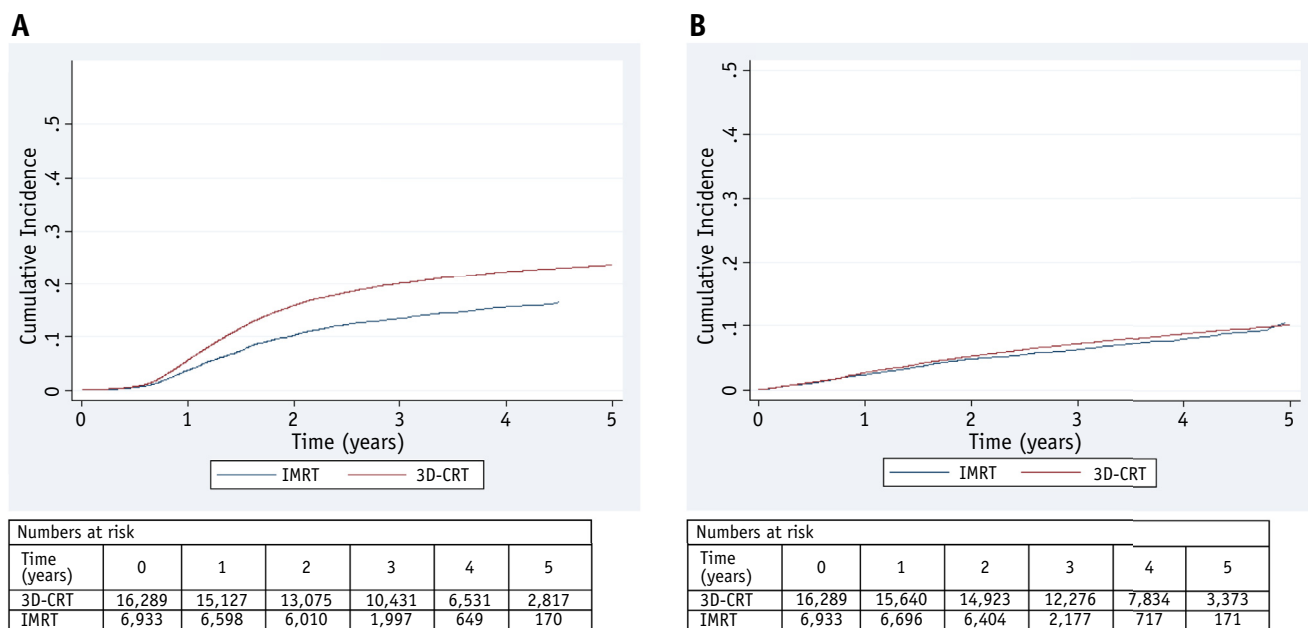 A
Cumulative Incidence
.5
.4
.3
.2
.1
0
0 1 2 3 4 5
Time (years)
IMRT 3D-CRT
Numbers at risk
Time (years) 0 1 2 3 4 5
3D-CRT 16,289 15,127 13,075 10,431 6,531 2,817
IMRT 6,933 6,598 6,010 1,997 649 170
B
Cumulative Incidence
.5
.4
.3
.2
.1
0
0 1 2 3 4 5
Time (years)
IMRT 3D-CRT
Numbers at risk
Time (years) 0 1 2 3 4 5
3D-CRT 16,289 15,640 14,923 12,276 7,834 3,373
IMRT 6,933 6,696 6,404 2,177 717 171